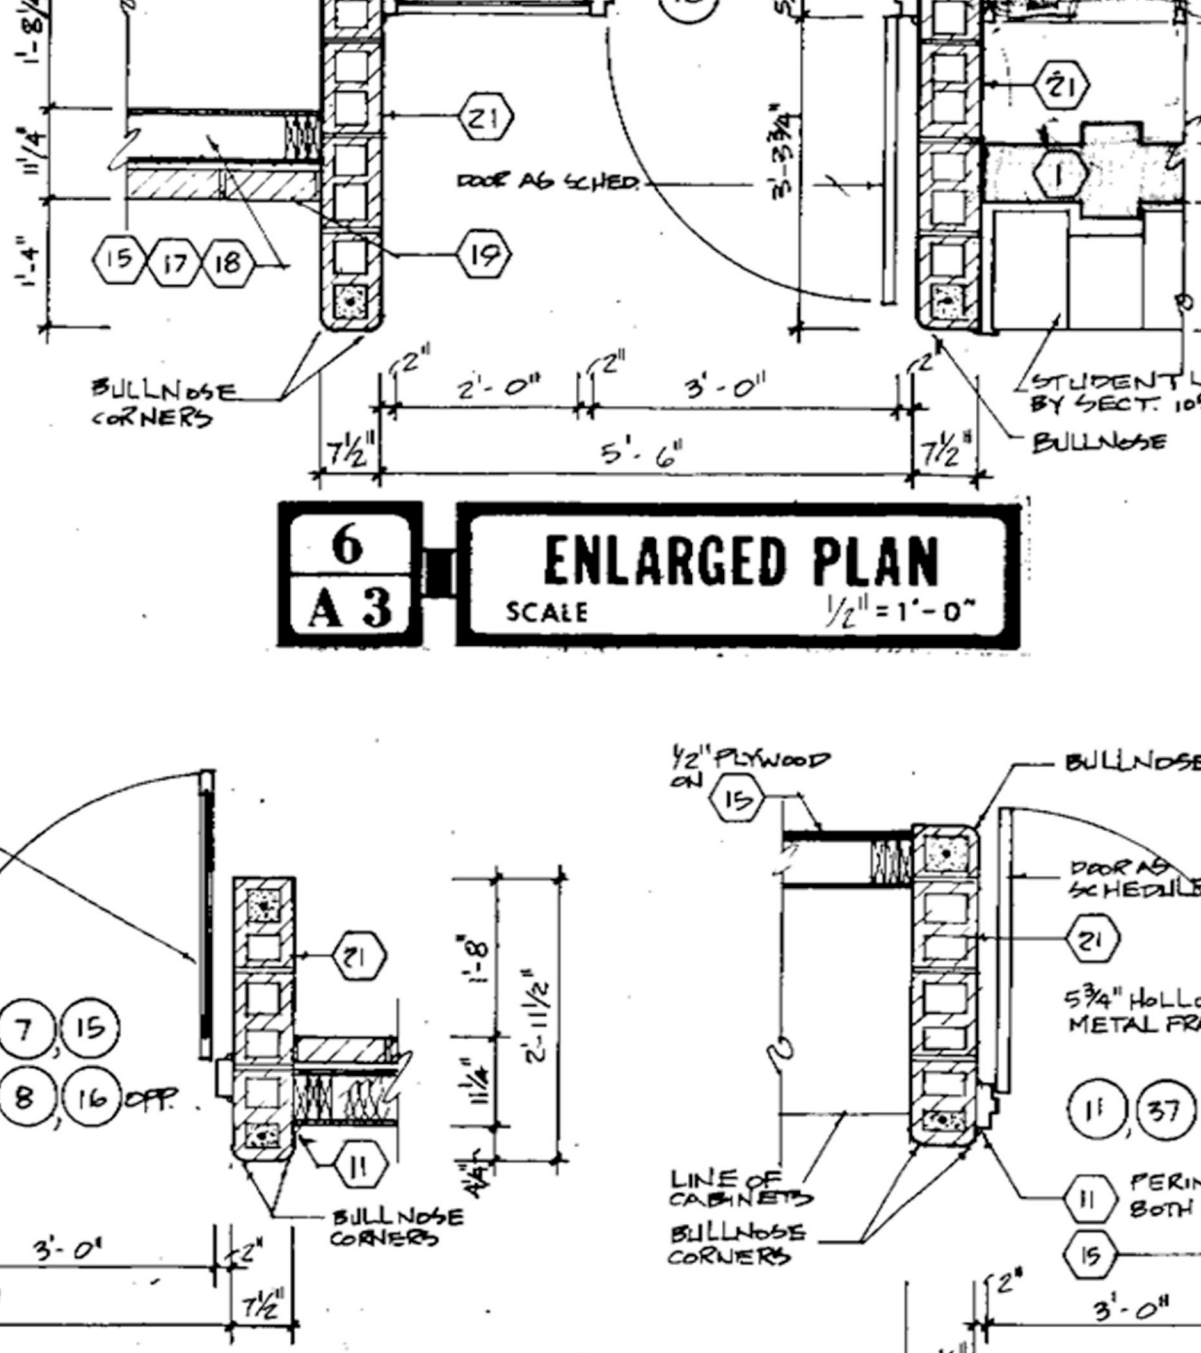 1'-8¼"
21
21
3'-3¾"
11¼"
DOOR AS SCHED.
1
15 17 18
19
1'-4"
BULLNOSE
CORNERS
2"
2'-0"
2"
3'-0"
2"
STUDENT
BY SECT.
BULLNOSE
7½"
5'-6"
7½"
6
A 3
ENLARGED PLAN
SCALE
1/2" = 1'-0"
½" PLYWOOD
ON
15
BULLNOSE
DOOR AS
SCHEDULE
21
21
1'-8"
2'-11½"
11¼"
4¼"
5¾" HOLLO
METAL FRA
7, 15
8, 16 OPP.
11
11, 37
LINE OF
CABINETS
11
BOTH
BULLNOSE
CORNERS
BULLNOSE
CORNERS
15
3'-0"
2"
7½"
2"
3'-0"